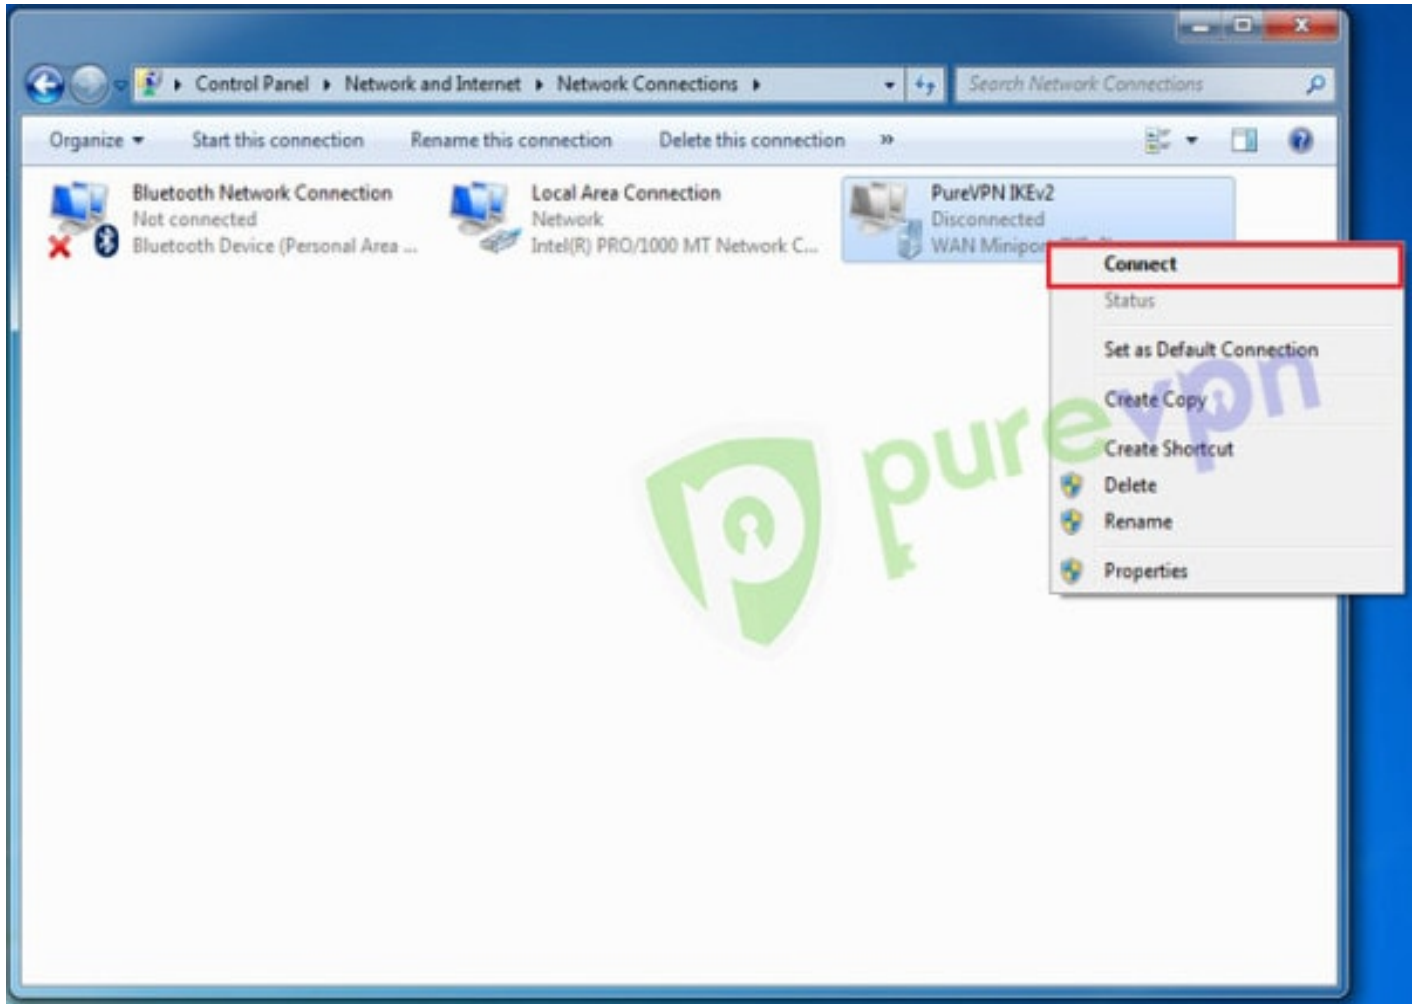 Control Panel Network and Internet Network Connections
Search Network Connections
Organize Start this connection Rename this connection Delete this connection »
Bluetooth Network Connection
Not connected
Bluetooth Device (Personal Area ...
Local Area Connection
Network
Intel(R) PRO/1000 MT Network C...
PureVPN IKEv2
Disconnected
WAN
Connect
Status
Set as Default Connection
Create Copy
Create Shortcut
Delete
Rename
Properties
purevpn